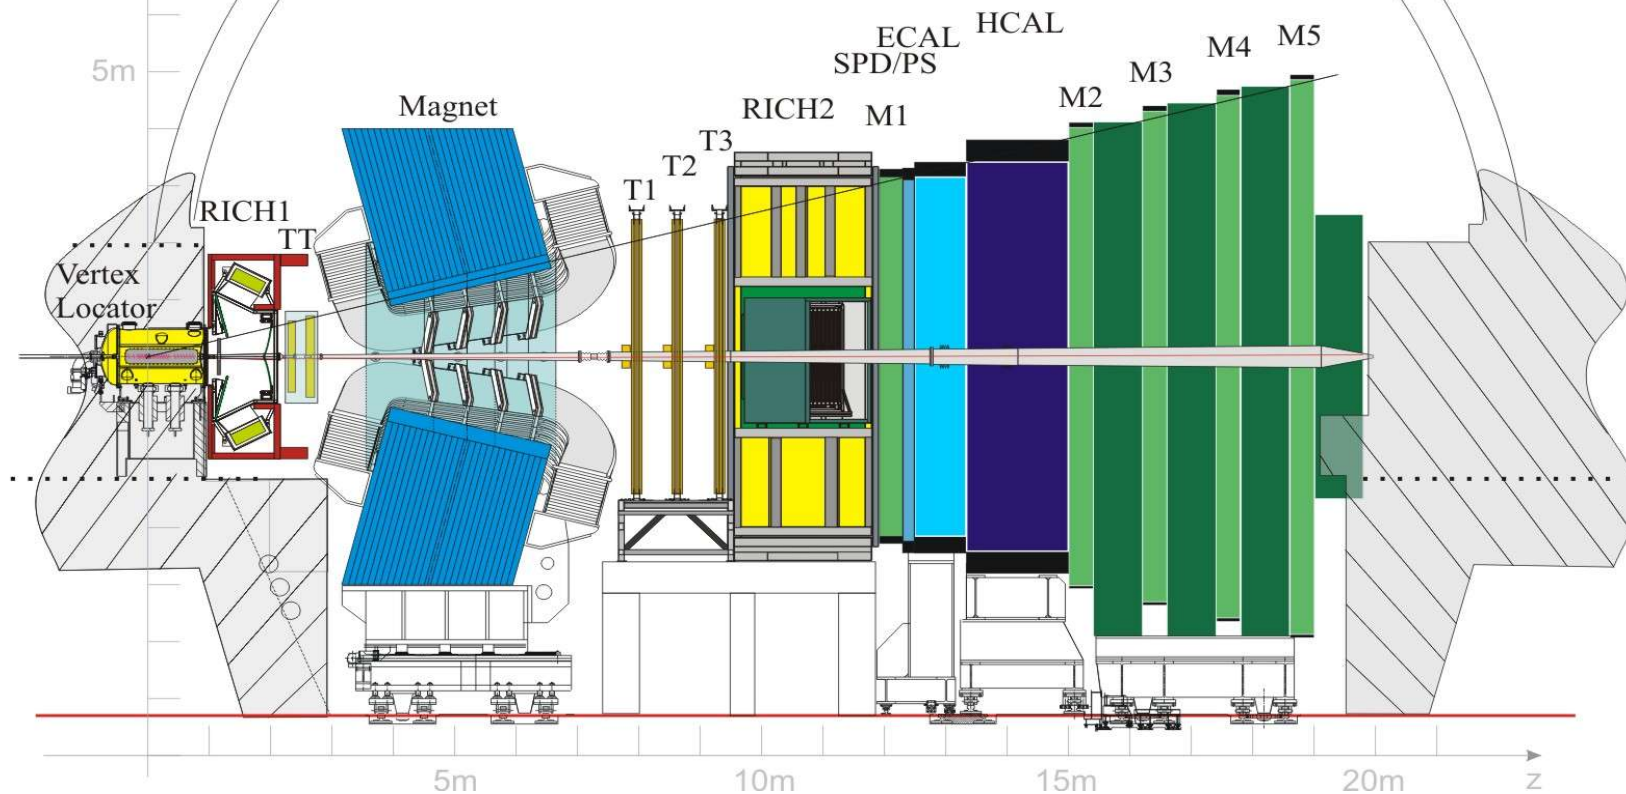 HCAL
ECAL
SPD/PS
M5
M4
M3
M2
5m
Magnet
RICH2
M1
T3
T2
T1
RICH1
TT
Vertex
Locator
5m
10m
15m
20m
z